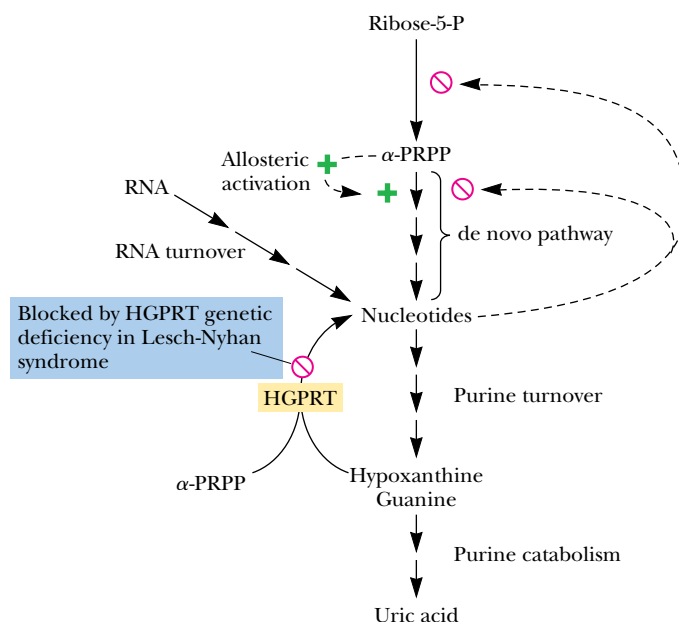 Ribose-5-P
α-PRPP
Allosteric
activation
RNA
RNA turnover
de novo pathway
Nucleotides
Blocked by HGPRT genetic
deficiency in Lesch-Nyhan
syndrome
HGPRT
Purine turnover
α-PRPP
Hypoxanthine
Guanine
Purine catabolism
Uric acid